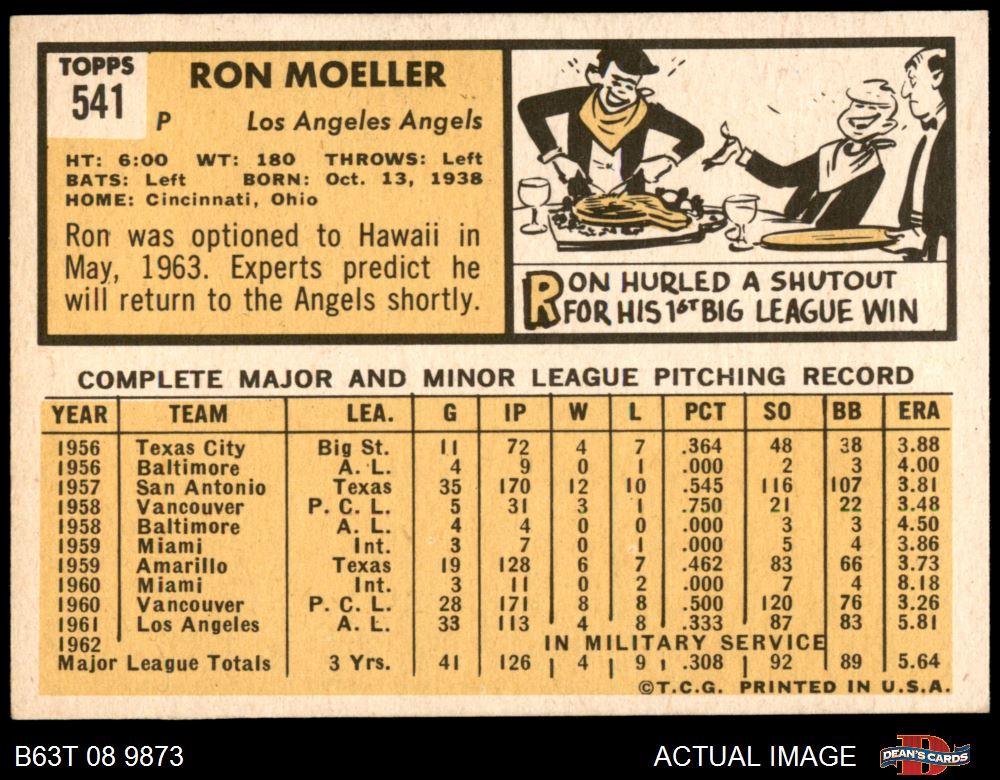 TOPPS
541
RON MOELLER
P Los Angeles Angels
HT: 6:00 WT: 180 THROWS: Left
BATS: Left BORN: Oct. 13, 1938
HOME: Cincinnati, Ohio
Ron was optioned to Hawaii in
May, 1963. Experts predict he
will return to the Angels shortly.
RON HURLED A SHUTOUT
FOR HIS 1ST BIG LEAGUE WIN
COMPLETE MAJOR AND MINOR LEAGUE PITCHING RECORD
YEAR TEAM LEA. G IP W L PCT SO BB ERA
1956 Texas City Big St. 11 72 4 7 .364 48 38 3.88
1956 Baltimore A. L. 4 9 0 1 .000 2 3 4.00
1957 San Antonio Texas 35 170 12 10 .545 116 107 3.81
1958 Vancouver P. C. L. 5 31 3 1 .750 21 22 3.48
1958 Baltimore A. L. 4 4 0 0 .000 3 3 4.50
1959 Miami Int. 3 7 0 1 .000 5 4 3.86
1959 Amarillo Texas 19 128 6 7 .462 83 66 3.73
1960 Miami Int. 3 11 0 2 .000 7 4 8.18
1960 Vancouver P. C. L. 28 171 8 8 .500 120 76 3.26
1961 Los Angeles A. L. 33 113 4 8 .333 87 83 5.81
1962 IN MILITARY SERVICE
Major League Totals 3 Yrs. 41 126 4 9 .308 92 89 5.64
©T.C.G. PRINTED IN U.S.A.
B63T 08 9873 ACTUAL IMAGE DEAN'S CARDS